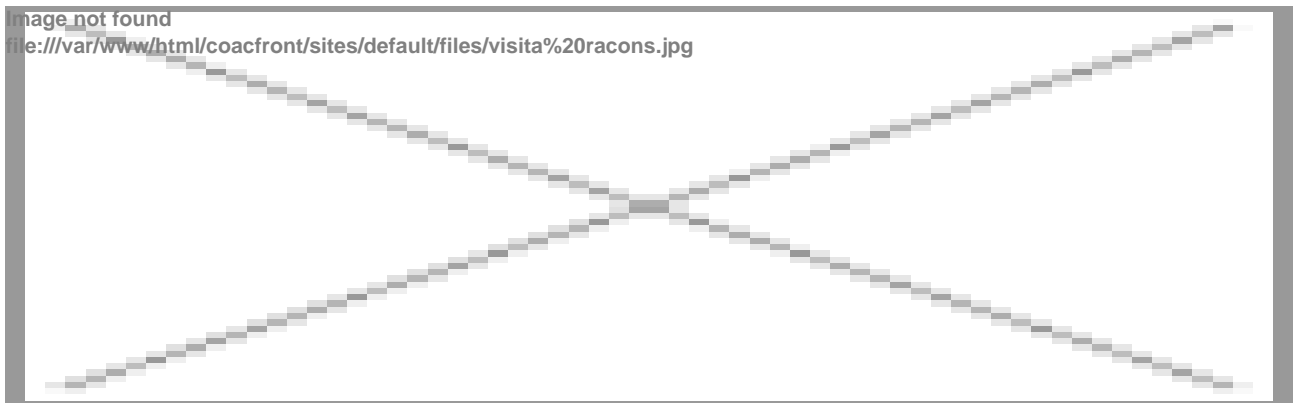 Image not found
file:///var/www/html/coacfront/sites/default/files/visita%20racons.jpg